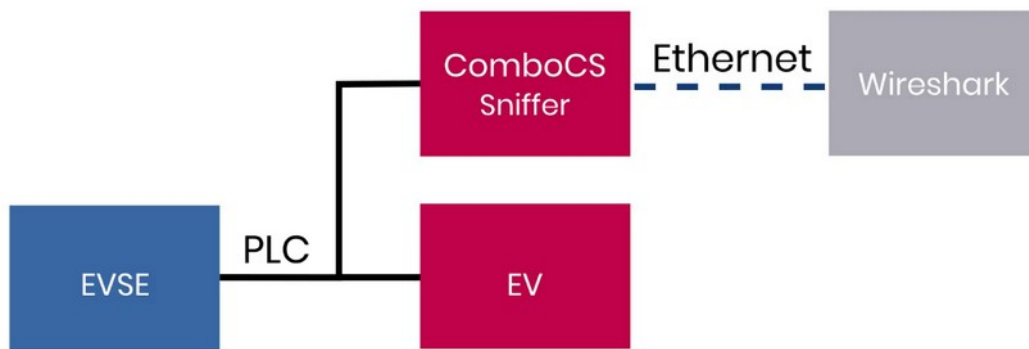 ComboCS
Sniffer
Ethernet
Wireshark
EVSE
PLC
EV